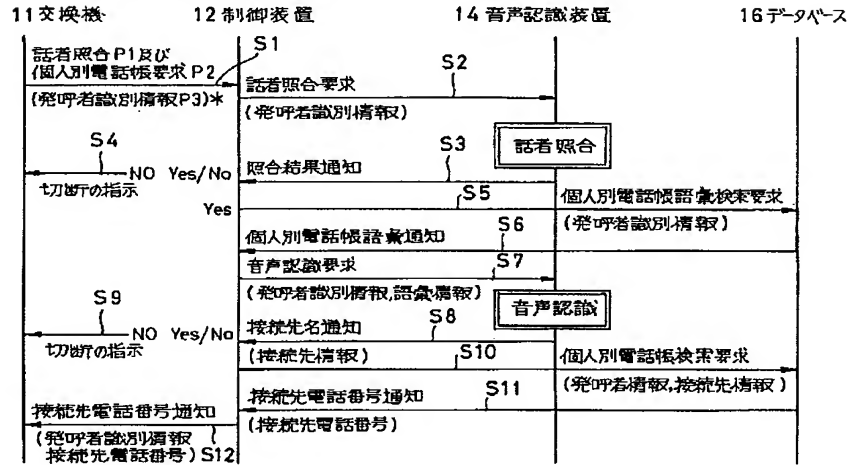 11 交換機
12 制御装置
14 音声認識装置
16 データベース
話者照合P1及び
個人別電話帳要求P2
S1
(発呼者識別情報P3)*
S2
話者照合要求
(発呼者識別情報)
話者照合
S4
S3
NO Yes/No
照合結果通知
切断の指示
Yes
S5
個人別電話帳語彙検索要求
(発呼者識別情報)
S6
個人別電話帳語彙通知
音声認識要求
S7
(発呼者識別情報,語彙情報)
音声認識
S9
S8
NO Yes/No
接続先名通知
切断の指示
(接続先情報)
S10
個人別電話帳検索要求
(発呼者情報,接続先情報)
接続先電話番号通知
S11
接続先電話番号通知
(接続先電話番号)
(発呼者識別情報
接続先電話番号) S12